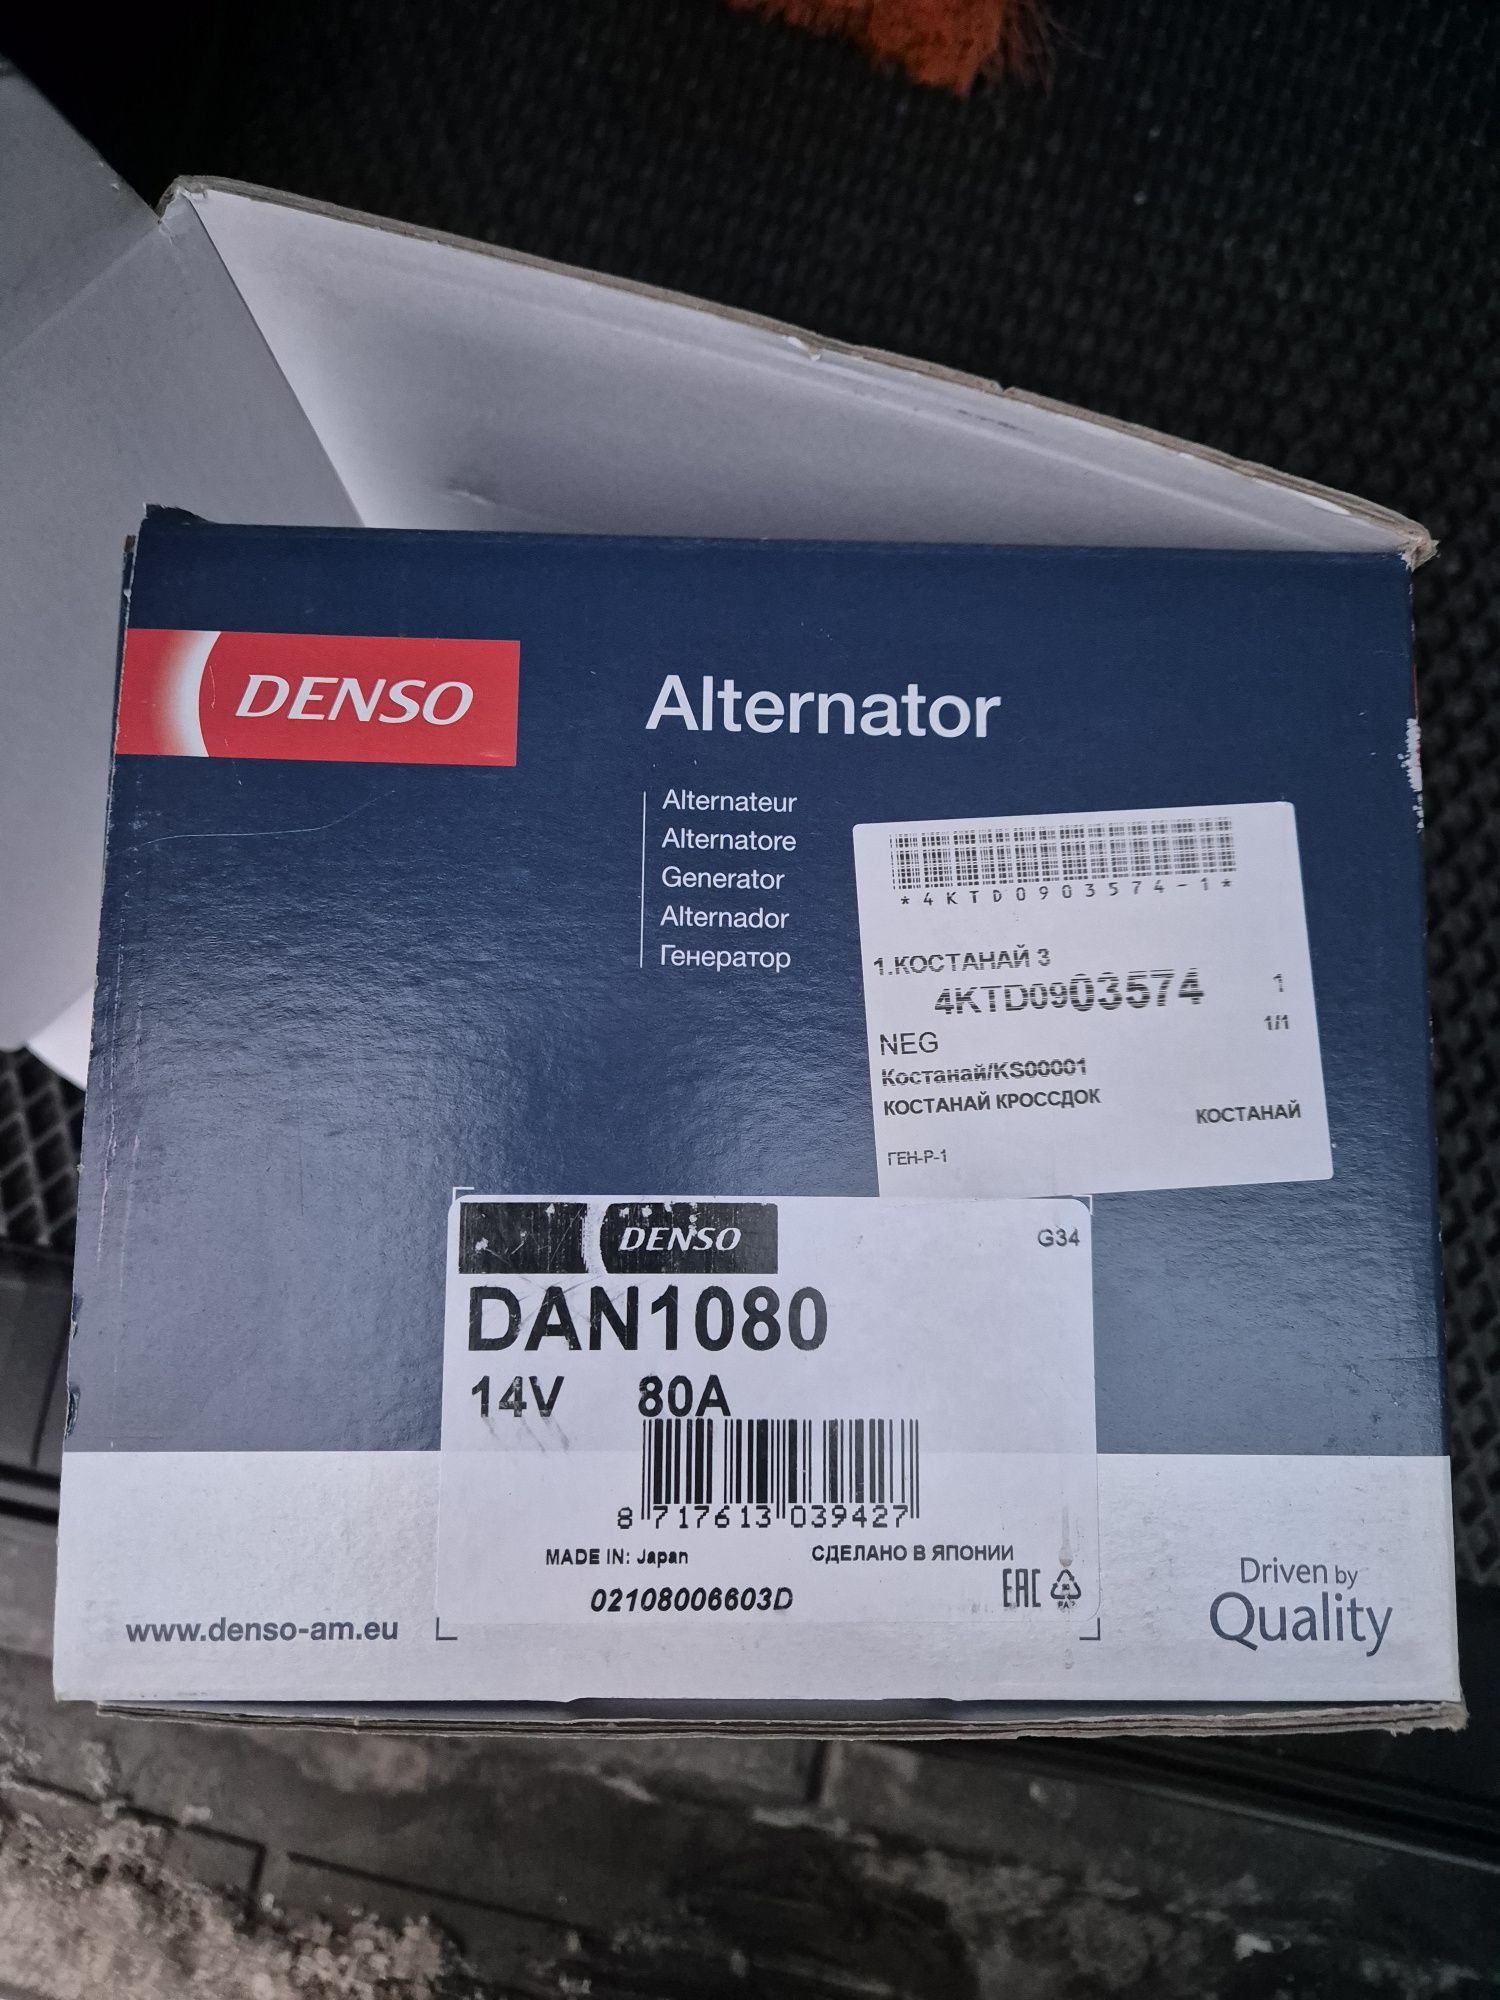 DENSO
Alternator
Alternateur
Alternatore
Generator
Alternador
Генератор
*4KTD0903574-1*
1.КОСТАНАЙ 3
4KTD0903574 1
NEG 1/1
Костанай/KS00001
КОСТАНАЙ КРОССДОК
КОСТАНАЙ
ГЕН-Р-1
DENSO G34
DAN1080
14V 80A
8 717613 039427
MADE IN: Japan СДЕЛАНО В ЯПОНИИ
02108006603D
EAC
PAP
www.denso-am.eu
Driven by
Quality